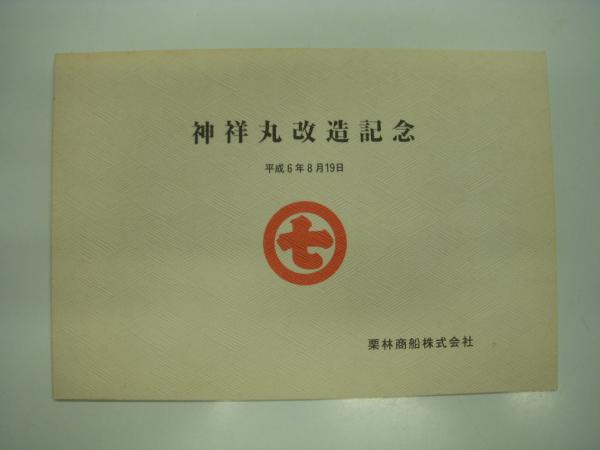 神祥丸改造記念
平成6年8月19日
七
栗林商船株式会社